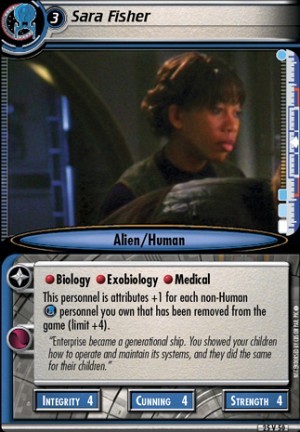 3 Sara Fisher
Alien/Human
Biology Exobiology Medical
This personnel is attributes +1 for each non-Human
personnel you own that has been removed from the
game (limit +4).
"Enterprise became a generational ship. You showed your children
how to operate and maintain its systems, and they did the same
for their children."
INTEGRITY 4 CUNNING 4 STRENGTH 4
35 V 50